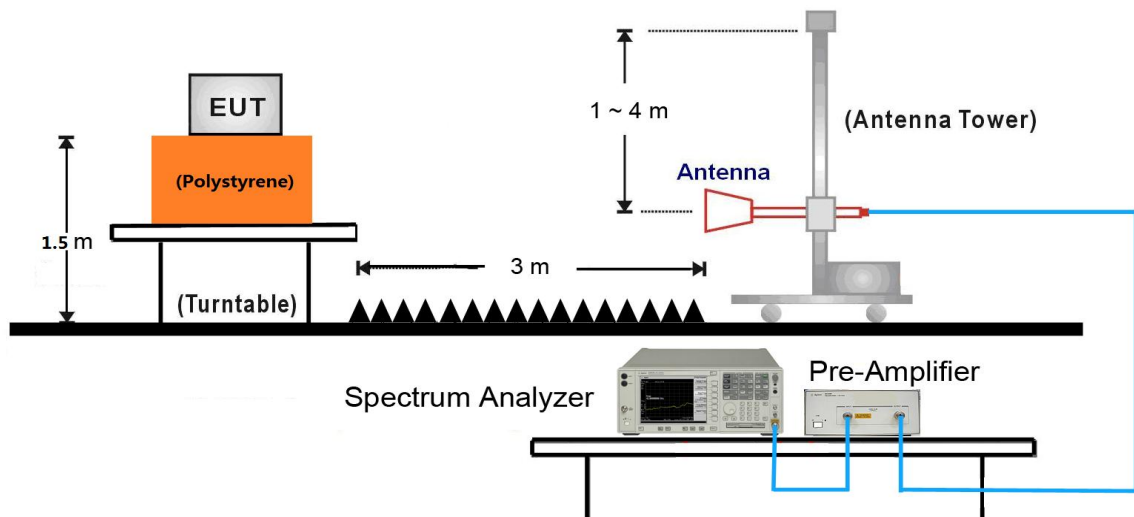 EUT
1 ~ 4 m
(Antenna Tower)
(Polystyrene)
Antenna
1.5 m
3 m
(Turntable)
Spectrum Analyzer
Pre-Amplifier